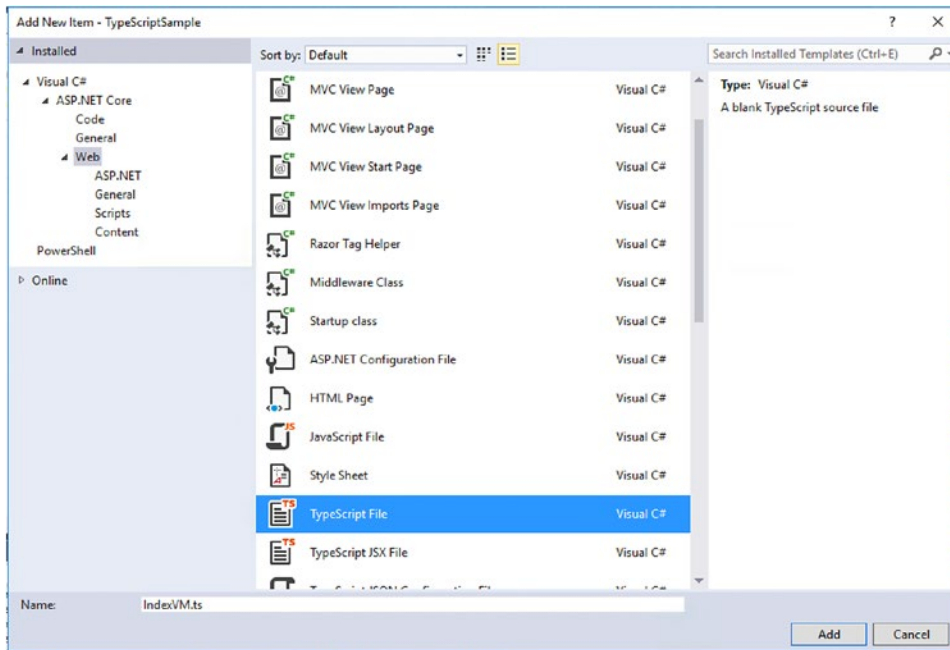 Add New Item - TypeScriptSample ? X
Installed
Sort by: Default
Search Installed Templates (Ctrl+E)
Visual C#
ASP.NET Core
Code
General
Web
ASP.NET
General
Scripts
Content
PowerShell
Online
MVC View Page Visual C#
MVC View Layout Page Visual C#
MVC View Start Page Visual C#
MVC View Imports Page Visual C#
Razor Tag Helper Visual C#
Middleware Class Visual C#
Startup class Visual C#
ASP.NET Configuration File Visual C#
HTML Page Visual C#
JavaScript File Visual C#
Style Sheet Visual C#
TypeScript File Visual C#
TypeScript JSX File Visual C#
Type: Visual C#
A blank TypeScript source file
Name: IndexVM.ts
Add Cancel